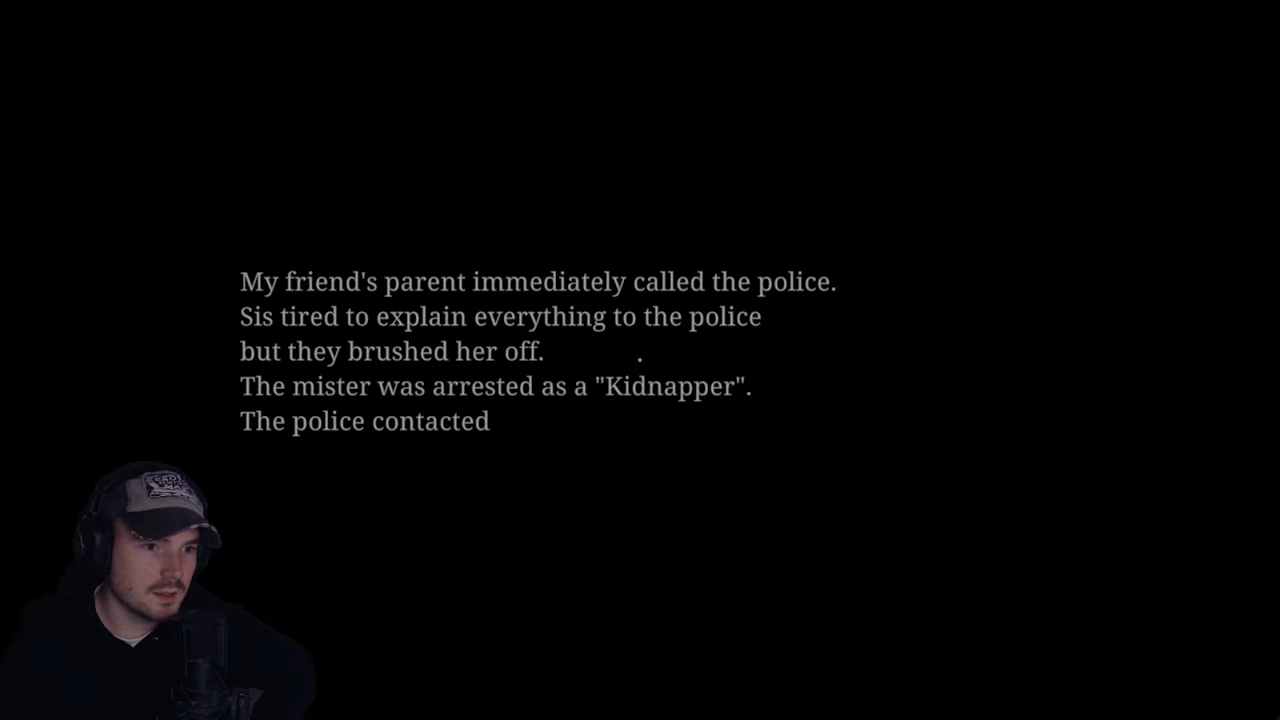 My friend's parent immediately called the police.
Sis tired to explain everything to the police
but they brushed her off.
The mister was arrested as a "Kidnapper".
The police contacted